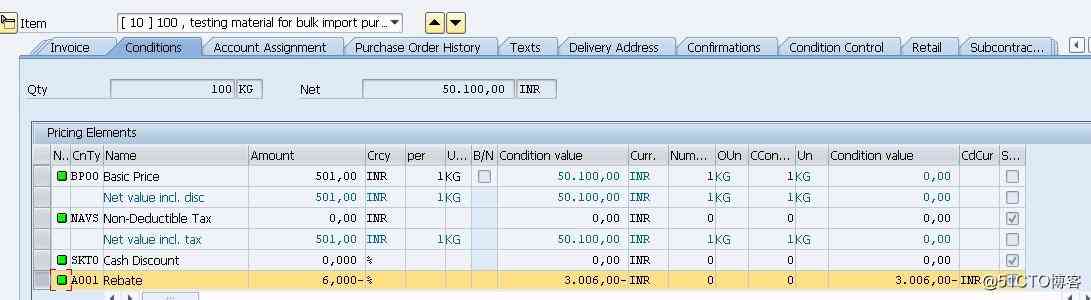 Item [ 10 ] 100 , testing material for bulk import pur...
Invoice Conditions Account Assignment Purchase Order History Texts Delivery Address Confirmations Condition Control Retail Subcontrac...
Qty 100 KG Net 50.100,00 INR
Pricing Elements
N.. CnTy Name Amount Crcy per U... B/N Condition value Curr. Num... OUn CCon... Un Condition value CdCur S...
BP00 Basic Price 501,00 INR 1 KG 50.100,00 INR 1 KG 1 KG 0,00
Net value incl. disc 501,00 INR 1 KG 50.100,00 INR 1 KG 1 KG 0,00
NAVS Non-Deductible Tax 0,00 INR 0,00 INR 0 0 0,00
Net value incl. tax 501,00 INR 1 KG 50.100,00 INR 1 KG 1 KG 0,00
SKT0 Cash Discount 0,000 % 0,00 INR 0 0 0,00
A001 Rebate 6,000- % 3.006,00- INR 0 0 3.006,00- INR
@51CTO博客